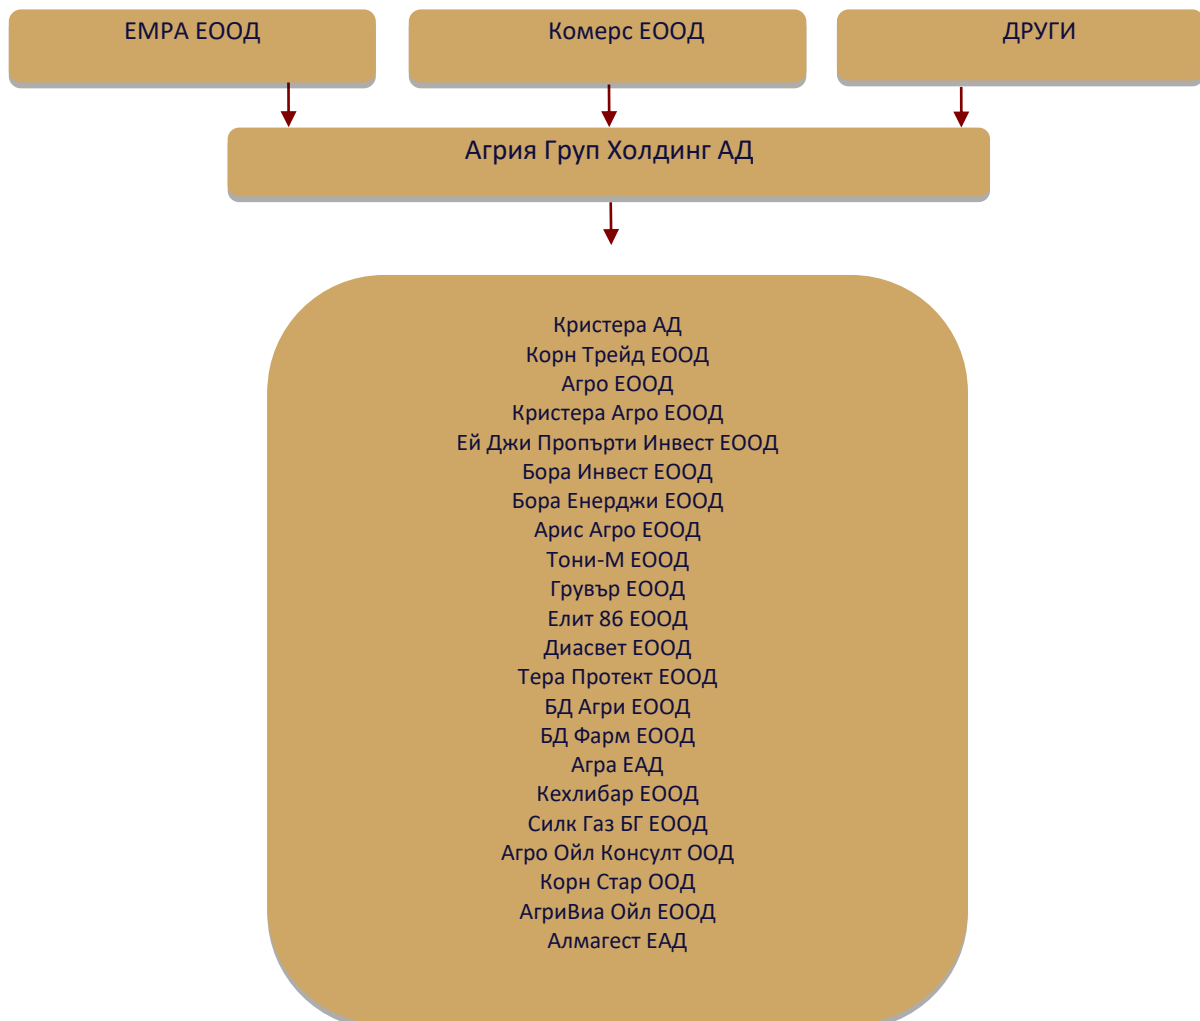 ЕМРА ЕООД
Комерс ЕООД
ДРУГИ
Агрия Груп Холдинг АД
Кристера АД
Корн Трейд ЕООД
Агро ЕООД
Кристера Агро ЕООД
Ей Джи Пропърти Инвест ЕООД
Бора Инвест ЕООД
Бора Енерджи ЕООД
Арис Агро ЕООД
Тони-М ЕООД
Грувър ЕООД
Елит 86 ЕООД
Диасвет ЕООД
Тера Протект ЕООД
БД Агри ЕООД
БД Фарм ЕООД
Агра ЕАД
Кехлибар ЕООД
Силк Газ БГ ЕООД
Агро Ойл Консулт ООД
Корн Стар ООД
АгриВиа Ойл ЕООД
Алмагест ЕАД